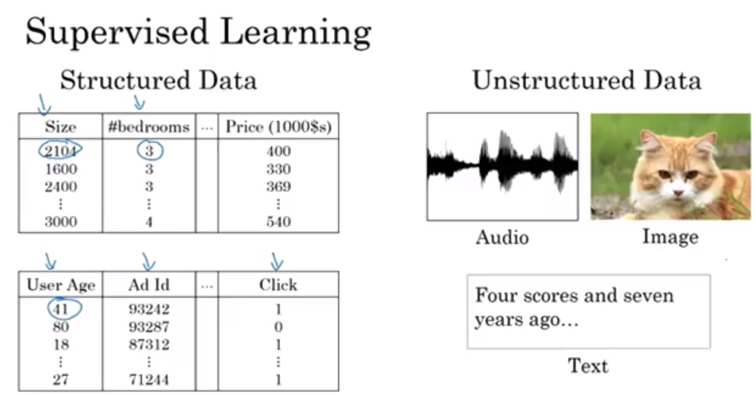 Supervised Learning
Structured Data
Size #bedrooms ... Price (1000$s)
2104 3 400
1600 3 330
2400 3 369
⋮ ⋮ ⋮
3000 4 540
User Age Ad Id ... Click
41 93242 1
80 93287 0
18 87312 1
⋮ ⋮ ⋮
27 71244 1
Unstructured Data
Audio
Image
Four scores and seven
years ago...
Text